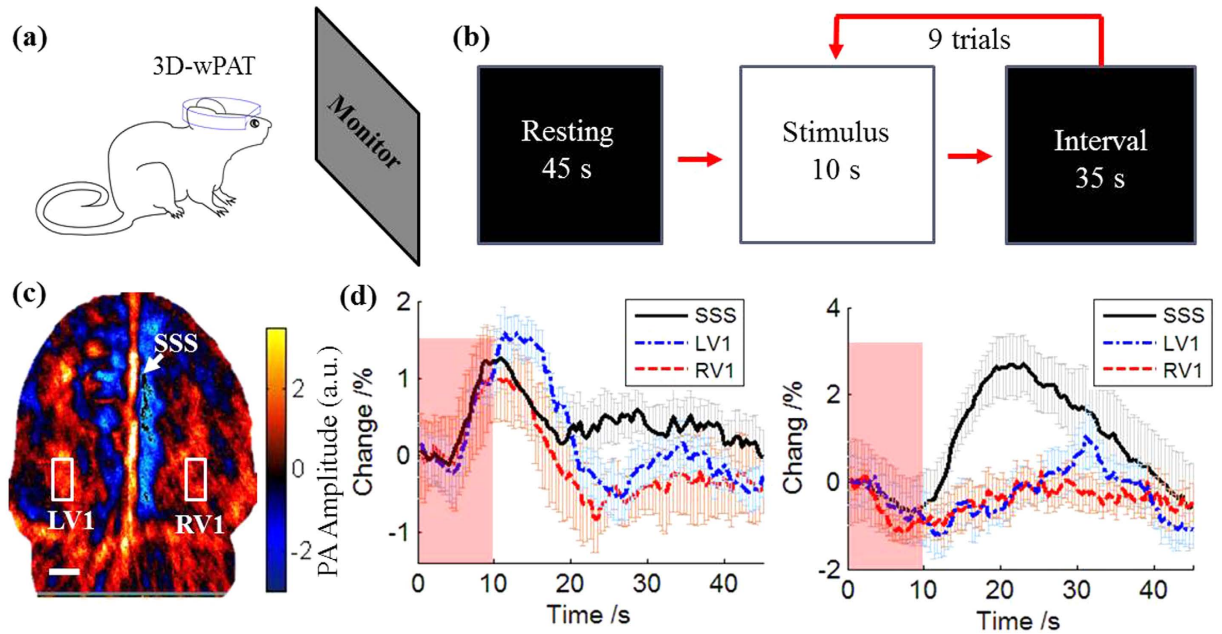 (a)
3D-wPAT
Monitor
(b)
9 trials
Resting
45 s
Stimulus
10 s
Interval
35 s
(c)
SSS
LV1
RV1
2
0
-2
PA Amplitude (a.u.)
(d)
2
1
0
-1
Change /%
SSS
LV1
RV1
0
10
20
30
40
Time /s
4
2
0
-2
Chang /%
SSS
LV1
RV1
0
10
20
30
40
Time /s